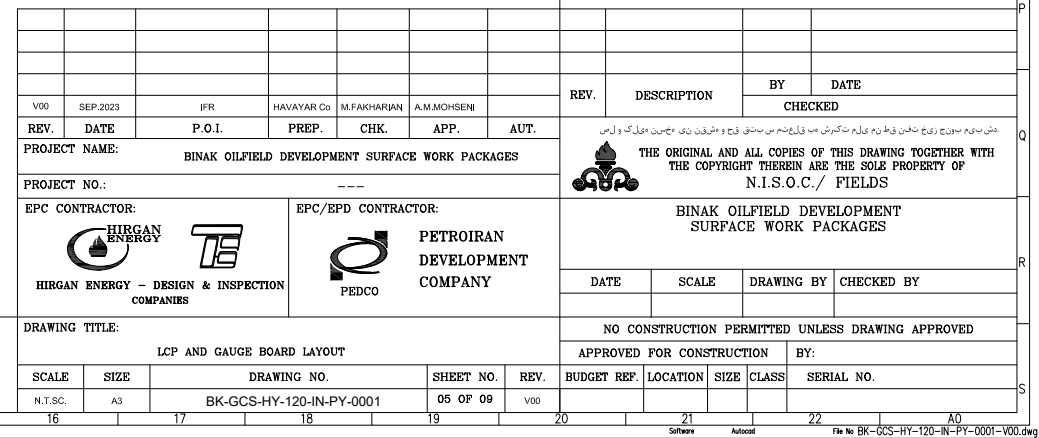 P
BY DATE
REV. DESCRIPTION
CHECKED
V00 SEP.2023 IFR HAVAYAR Co M.FAKHARIAN A.M.MOHSENI
REV. DATE P.O.I. PREP. CHK. APP. AUT.
Q
PROJECT NAME:
BINAK OILFIELD DEVELOPMENT SURFACE WORK PACKAGES
THE ORIGINAL AND ALL COPIES OF THIS DRAWING TOGETHER WITH
THE COPYRIGHT THEREIN ARE THE SOLE PROPERTY OF
N.I.S.O.C./ FIELDS
PROJECT NO.: ---
EPC CONTRACTOR:
HIRGAN
ENERGY
HIRGAN ENERGY - DESIGN & INSPECTION
COMPANIES
EPC/EPD CONTRACTOR:
PEDCO
PETROIRAN
DEVELOPMENT
COMPANY
BINAK OILFIELD DEVELOPMENT
SURFACE WORK PACKAGES
R
DATE SCALE DRAWING BY CHECKED BY
DRAWING TITLE:
LCP AND GAUGE BOARD LAYOUT
NO CONSTRUCTION PERMITTED UNLESS DRAWING APPROVED
APPROVED FOR CONSTRUCTION BY:
SCALE SIZE DRAWING NO. SHEET NO. REV.
BUDGET REF. LOCATION SIZE CLASS SERIAL NO.
S
N.T.SC. A3 BK-GCS-HY-120-IN-PY-0001 05 OF 09 V00
16 17 18 19 20 21 22 A0
Software Autocad File No BK-GCS-HY-120-IN-PY-0001-V00.dwg